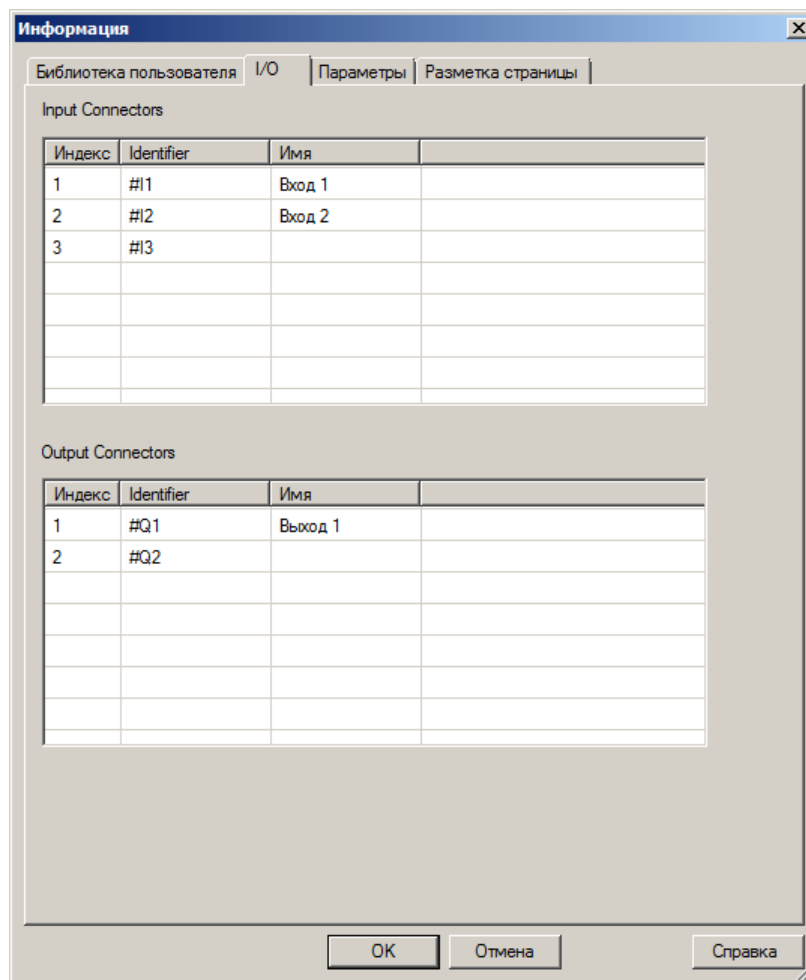 Информация
Библиотека пользователя I/O Параметры Разметка страницы
Input Connectors
Индекс Identifier Имя
1 #I1 Вход 1
2 #I2 Вход 2
3 #I3
Output Connectors
Индекс Identifier Имя
1 #Q1 Выход 1
2 #Q2
OK Отмена Справка